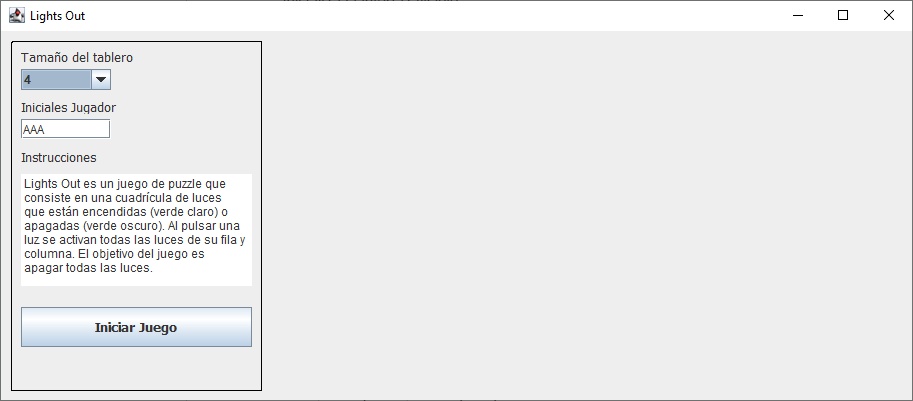 Lights Out
Tamaño del tablero
4
Iniciales Jugador
AAA
Instrucciones
Lights Out es un juego de puzzle que
consiste en una cuadrícula de luces
que están encendidas (verde claro) o
apagadas (verde oscuro). Al pulsar una
luz se activan todas las luces de su fila y
columna. El objetivo del juego es
apagar todas las luces.
Iniciar Juego